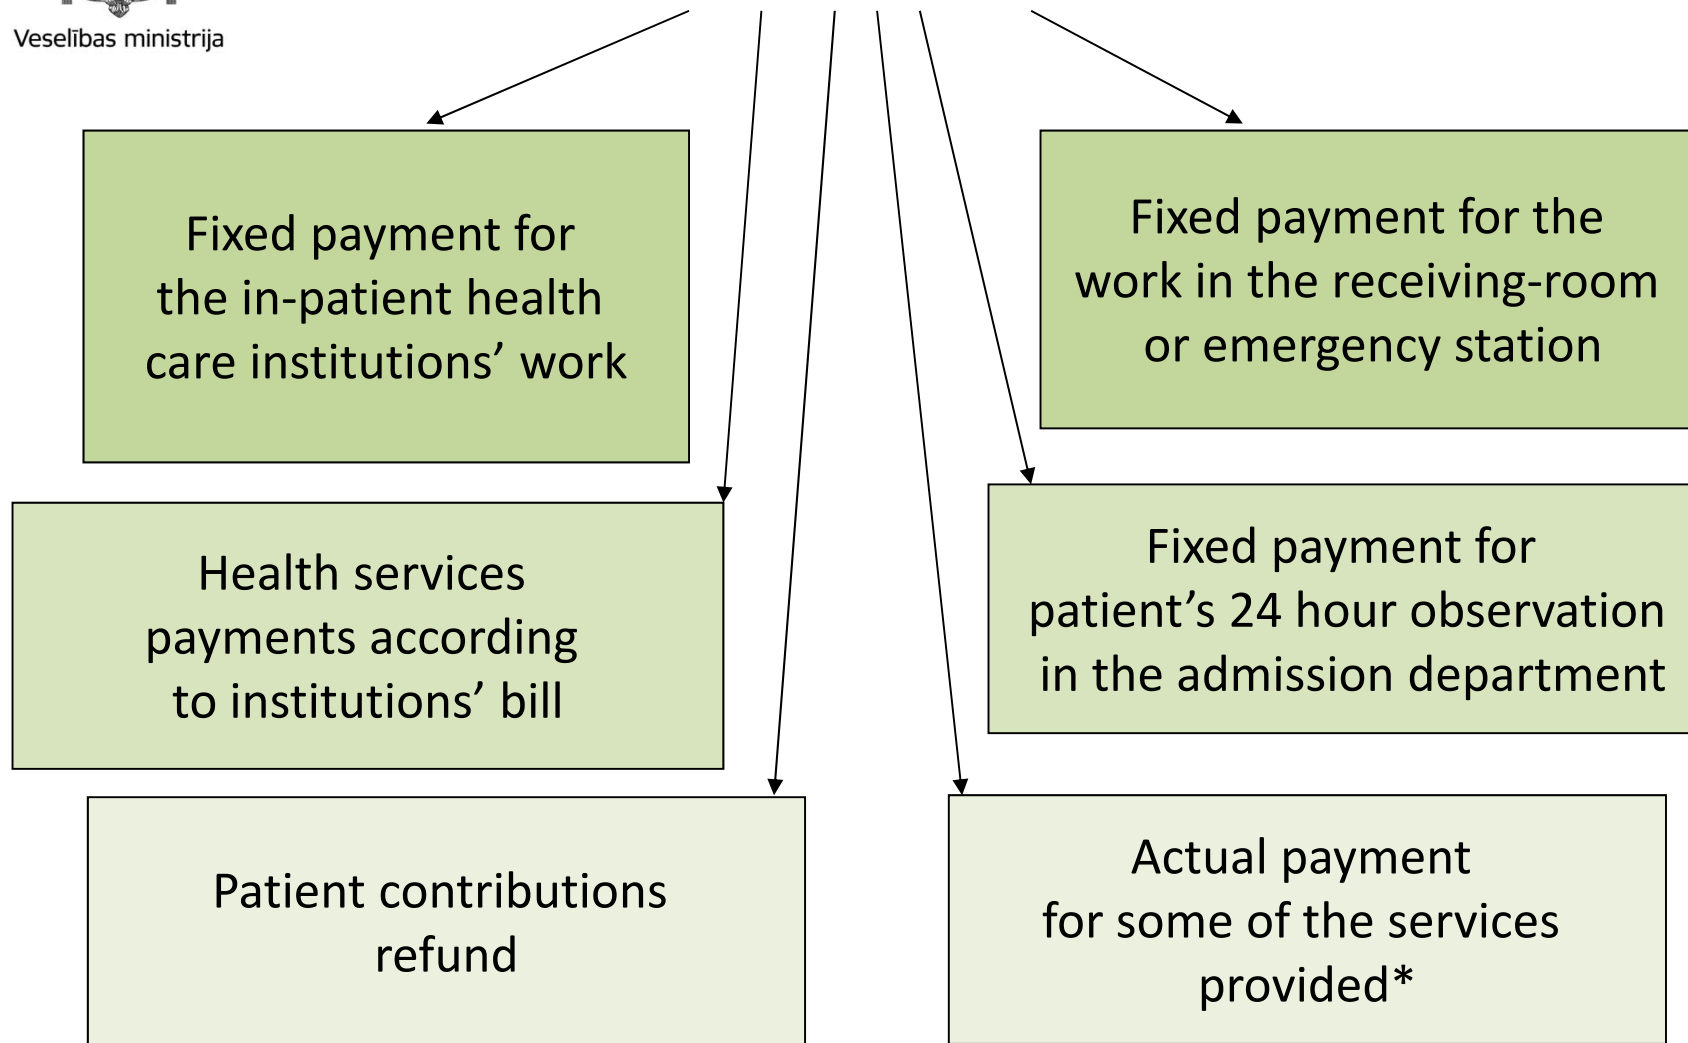 Veselības ministrija
Fixed payment for
the in-patient health
care institutions’ work
Fixed payment for the
work in the receiving-room
or emergency station
Health services
payments according
to institutions’ bill
Fixed payment for
patient’s 24 hour observation
in the admission department
Patient contributions
refund
Actual payment
for some of the services
provided*